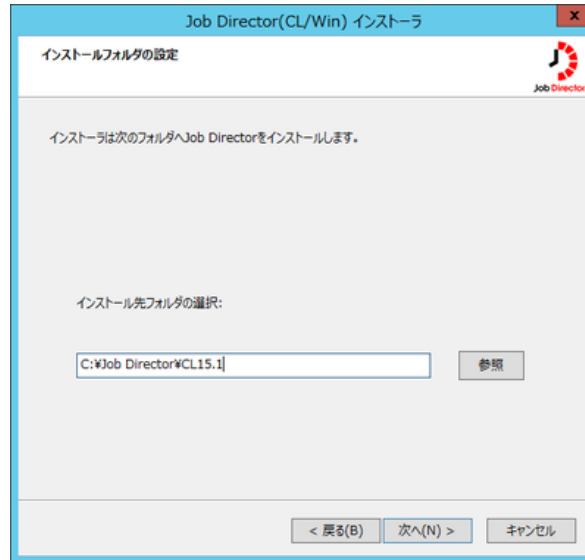 Job Director(CL/Win) インストーラ
x
インストールフォルダの設定
Job Director
インストーラは次のフォルダへJob Directorをインストールします。
インストール先フォルダの選択:
C:¥Job Director¥CL15.1
参照
< 戻る(B)
次へ(N) >
キャンセル